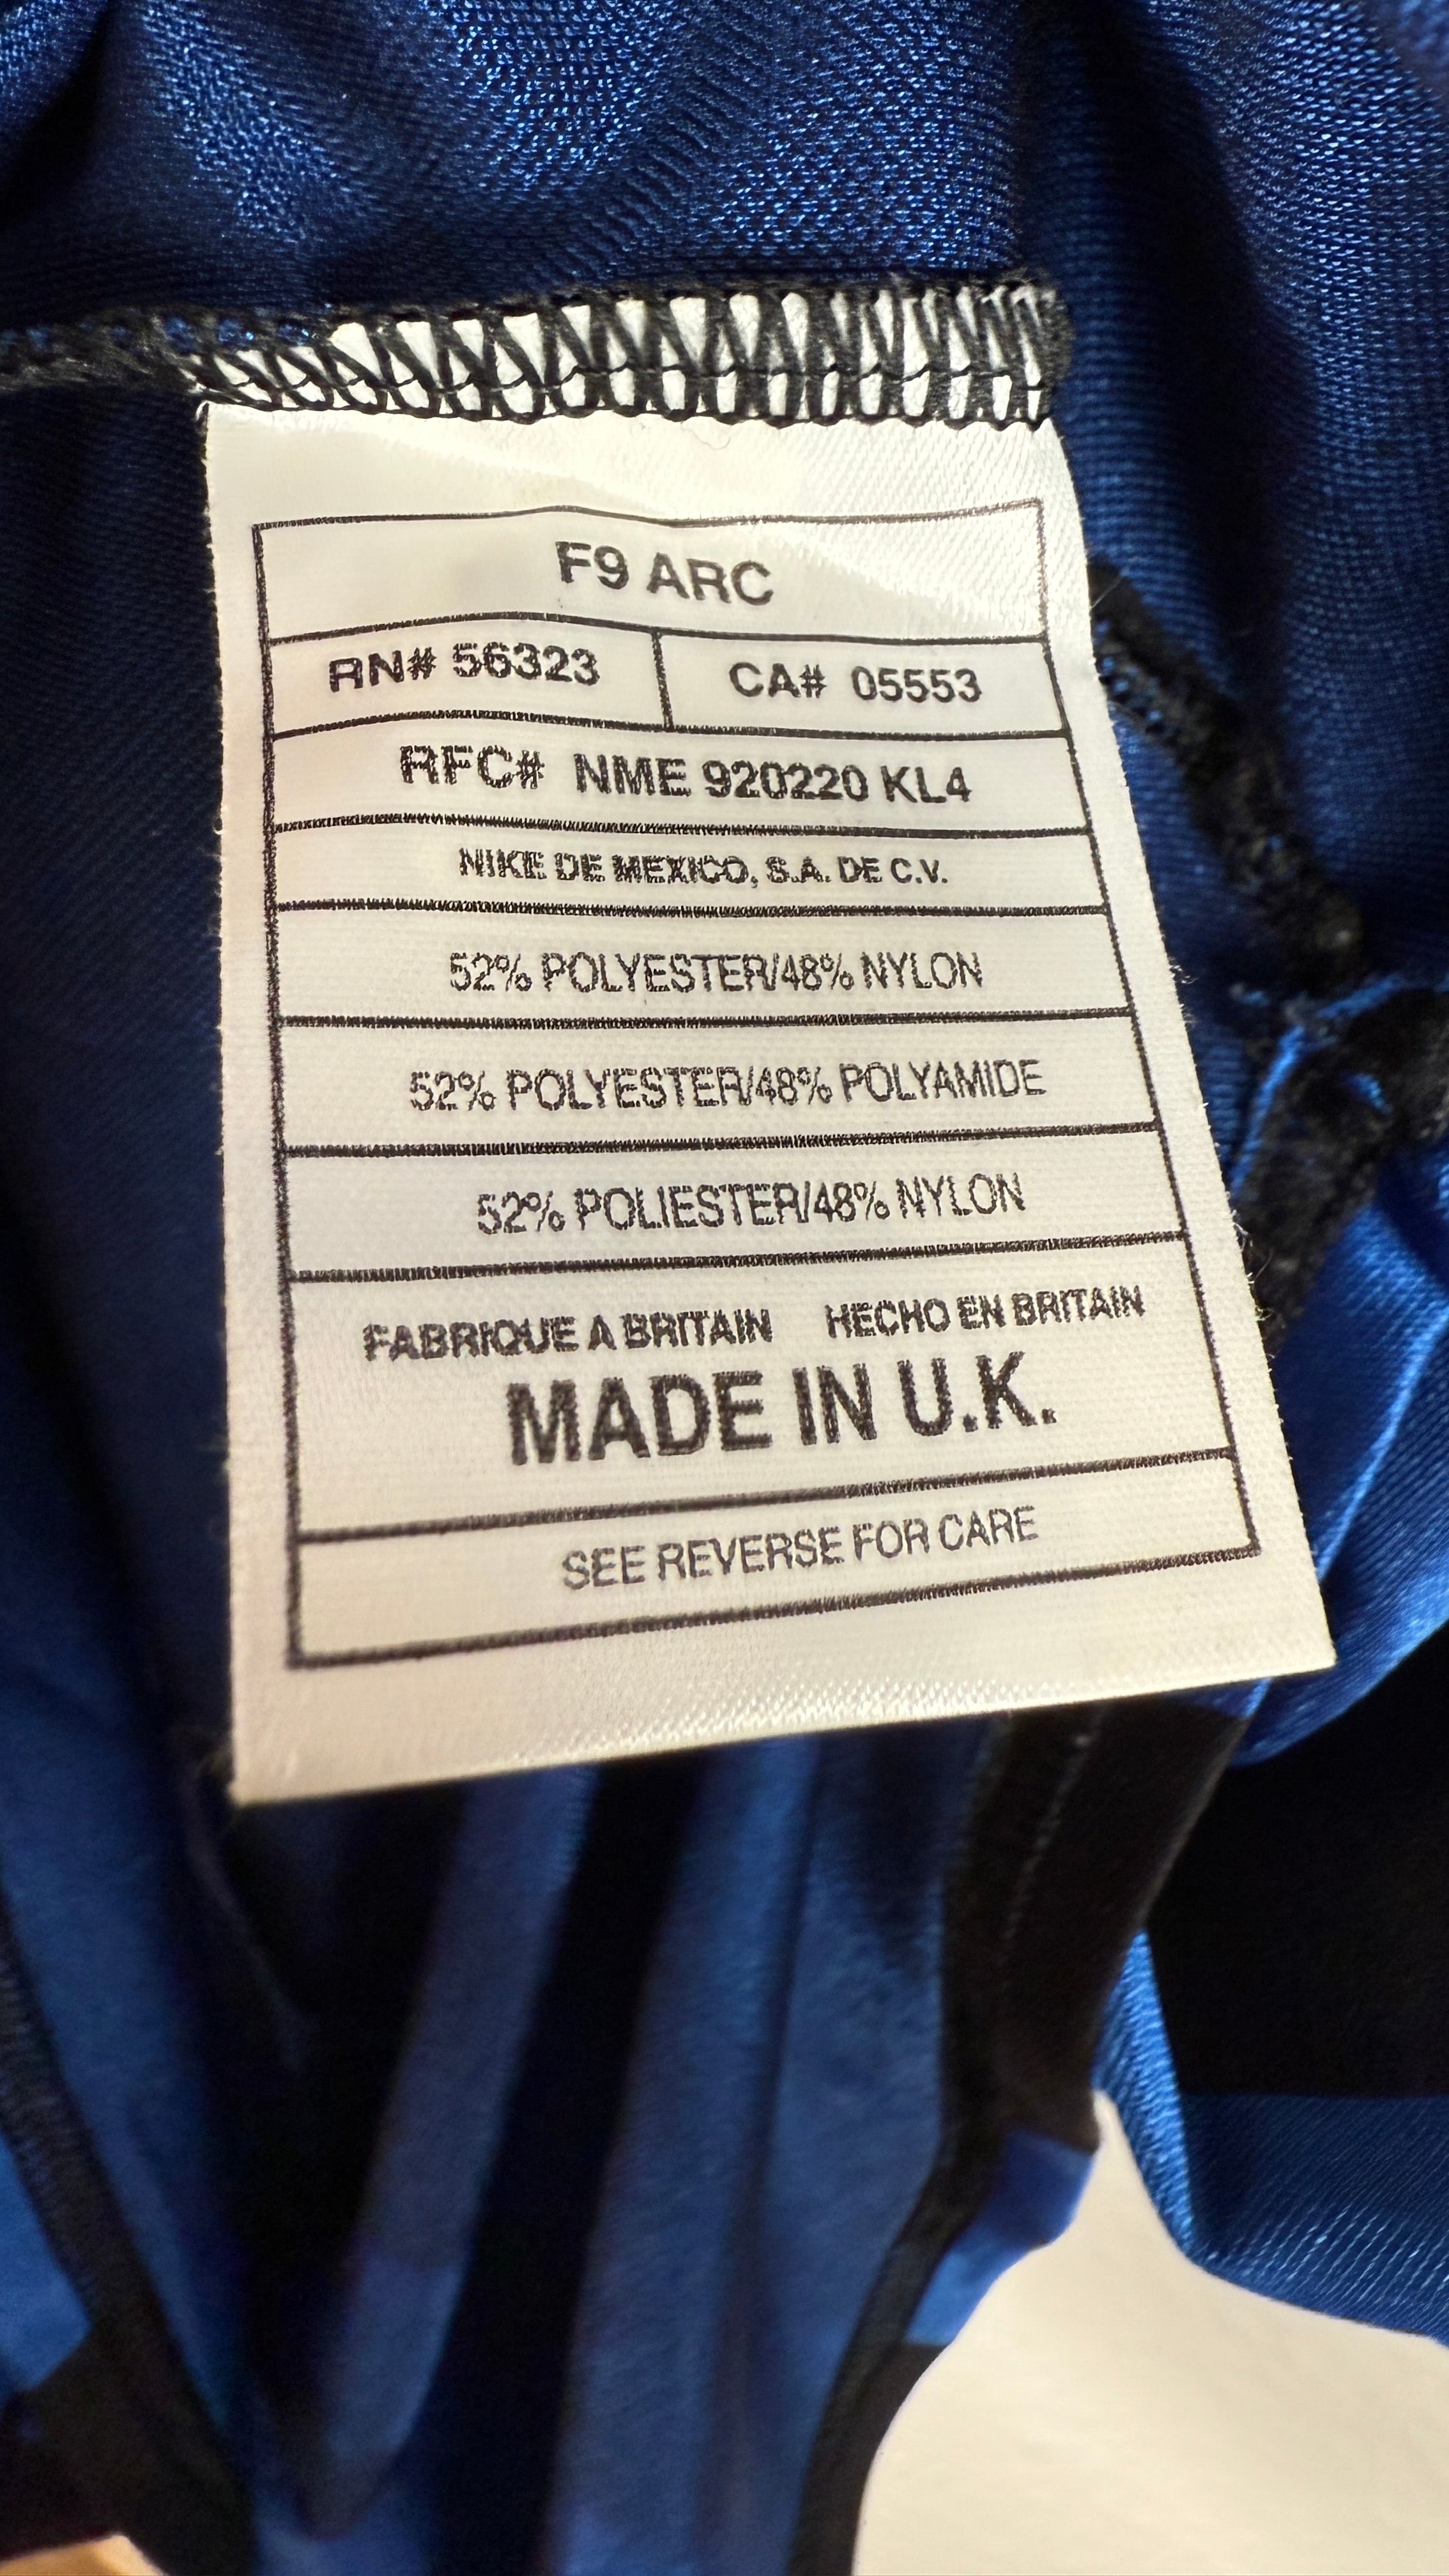 F9 ARC
RN# 56323 CA# 05553
RFC# NME 920220 KL4
NIKE DE MEXICO, S.A. DE C.V.
52% POLYESTER/48% NYLON
52% POLYESTER/48% POLYAMIDE
52% POLIESTER/48% NYLON
FABRIQUE A BRITAIN HECHO EN BRITAIN
MADE IN U.K.
SEE REVERSE FOR CARE